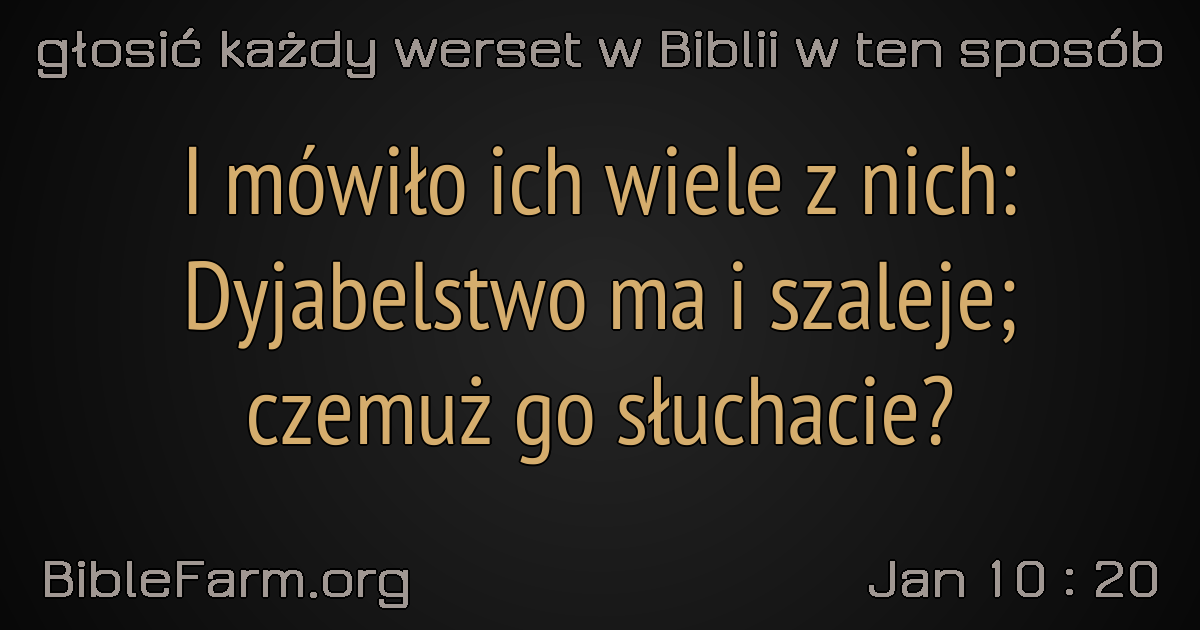 głosić każdy werset w Biblii w ten sposób
I mówiło ich wiele z nich:
Dyjabelstwo ma i szaleje;
czemuż go słuchacie?
BibleFarm.org
Jan 10 : 20